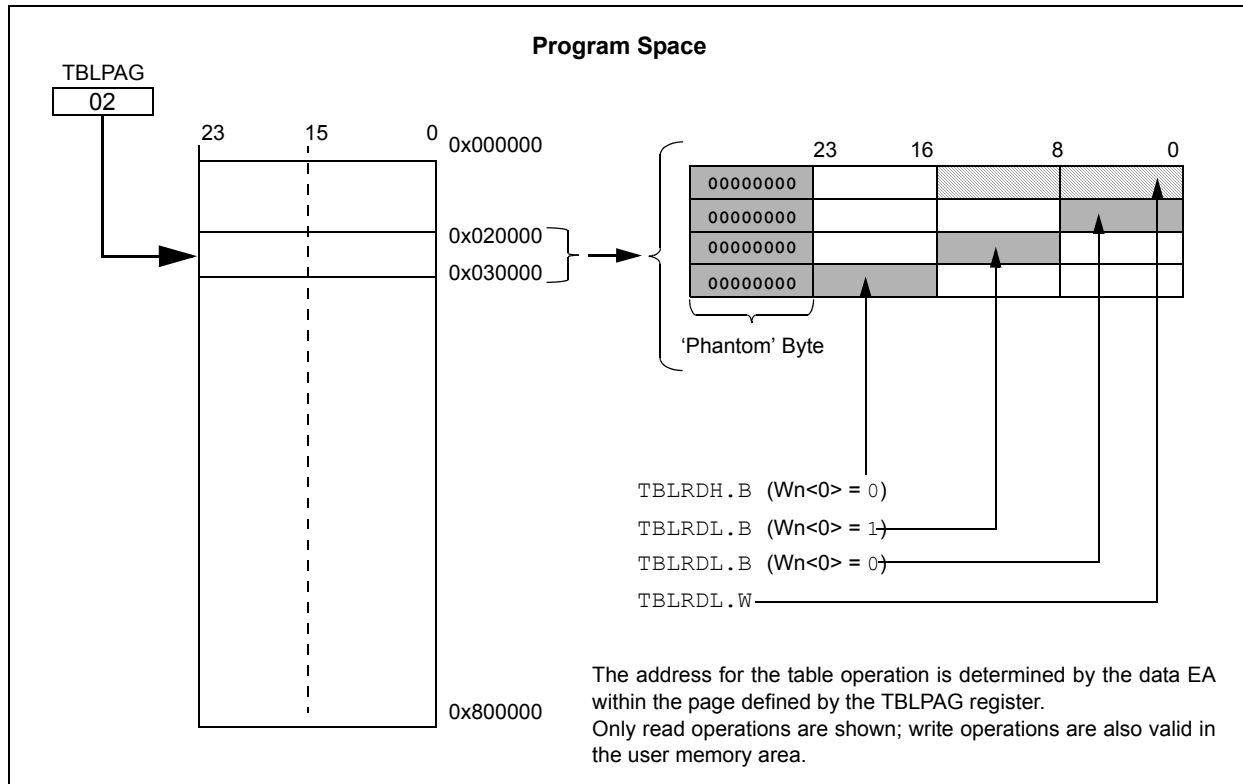 Program Space
TBLPAG
02
23 15 0
0x000000
0x020000
0x030000
0x800000
23 16 8 0
00000000
00000000
00000000
00000000
‘Phantom’ Byte
TBLRDH.B (Wn<0> = 0)
TBLRDL.B (Wn<0> = 1)
TBLRDL.B (Wn<0> = 0)
TBLRDL.W
The address for the table operation is determined by the data EA
within the page defined by the TBLPAG register.
Only read operations are shown; write operations are also valid in
the user memory area.